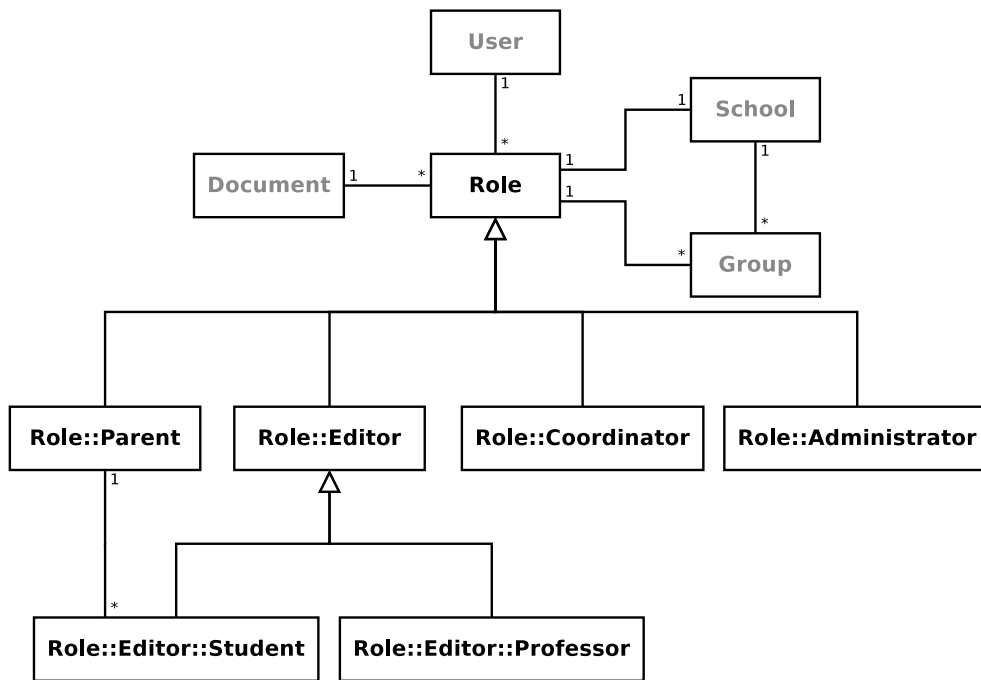 User
1
*
1
School
1
Document
1
*
Role
1
1
*
*
Group
Role::Parent
Role::Editor
Role::Coordinator
Role::Administrator
1
*
Role::Editor::Student
Role::Editor::Professor